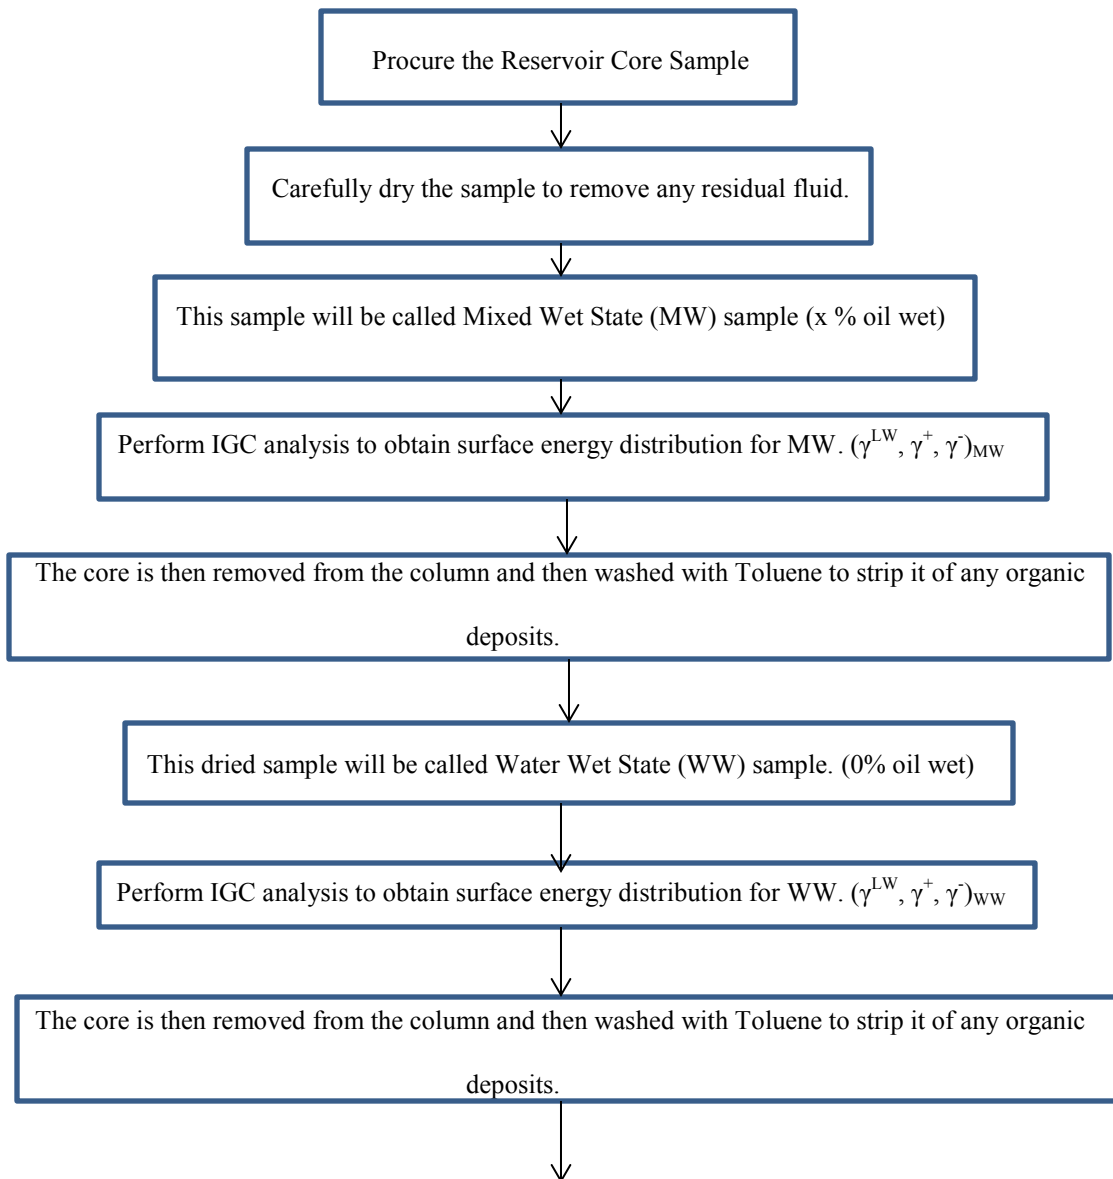 Procure the Reservoir Core Sample
Carefully dry the sample to remove any residual fluid.
This sample will be called Mixed Wet State (MW) sample (x % oil wet)
Perform IGC analysis to obtain surface energy distribution for MW. (γ^LW, γ^+, γ^-)_MW
The core is then removed from the column and then washed with Toluene to strip it of any organic
deposits.
This dried sample will be called Water Wet State (WW) sample. (0% oil wet)
Perform IGC analysis to obtain surface energy distribution for WW. (γ^LW, γ^+, γ^-)_WW
The core is then removed from the column and then washed with Toluene to strip it of any organic
deposits.